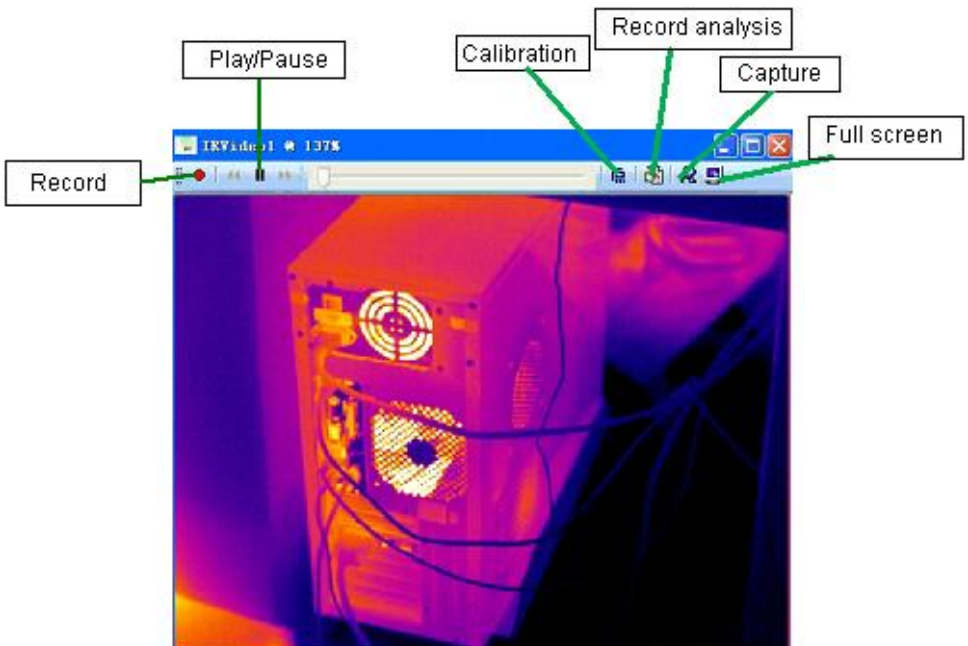 Record analysis
Play/Pause
Calibration
Capture
Full screen
IRVideo1 @ 137%
Record